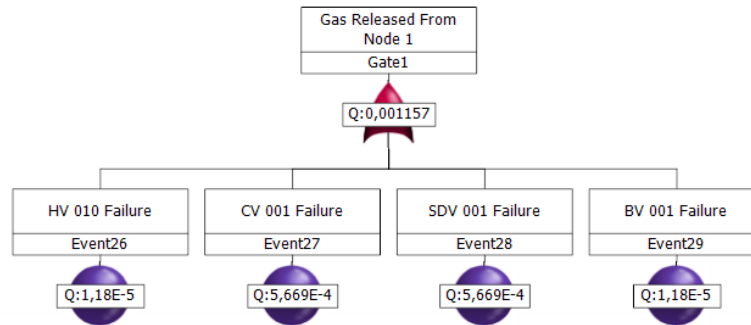 Gas Released From
Node 1
Gate1
Q:0,001157
HV 010 Failure
CV 001 Failure
SDV 001 Failure
BV 001 Failure
Event26
Event27
Event28
Event29
Q:1,18E-5
Q:5,669E-4
Q:5,669E-4
Q:1,18E-5